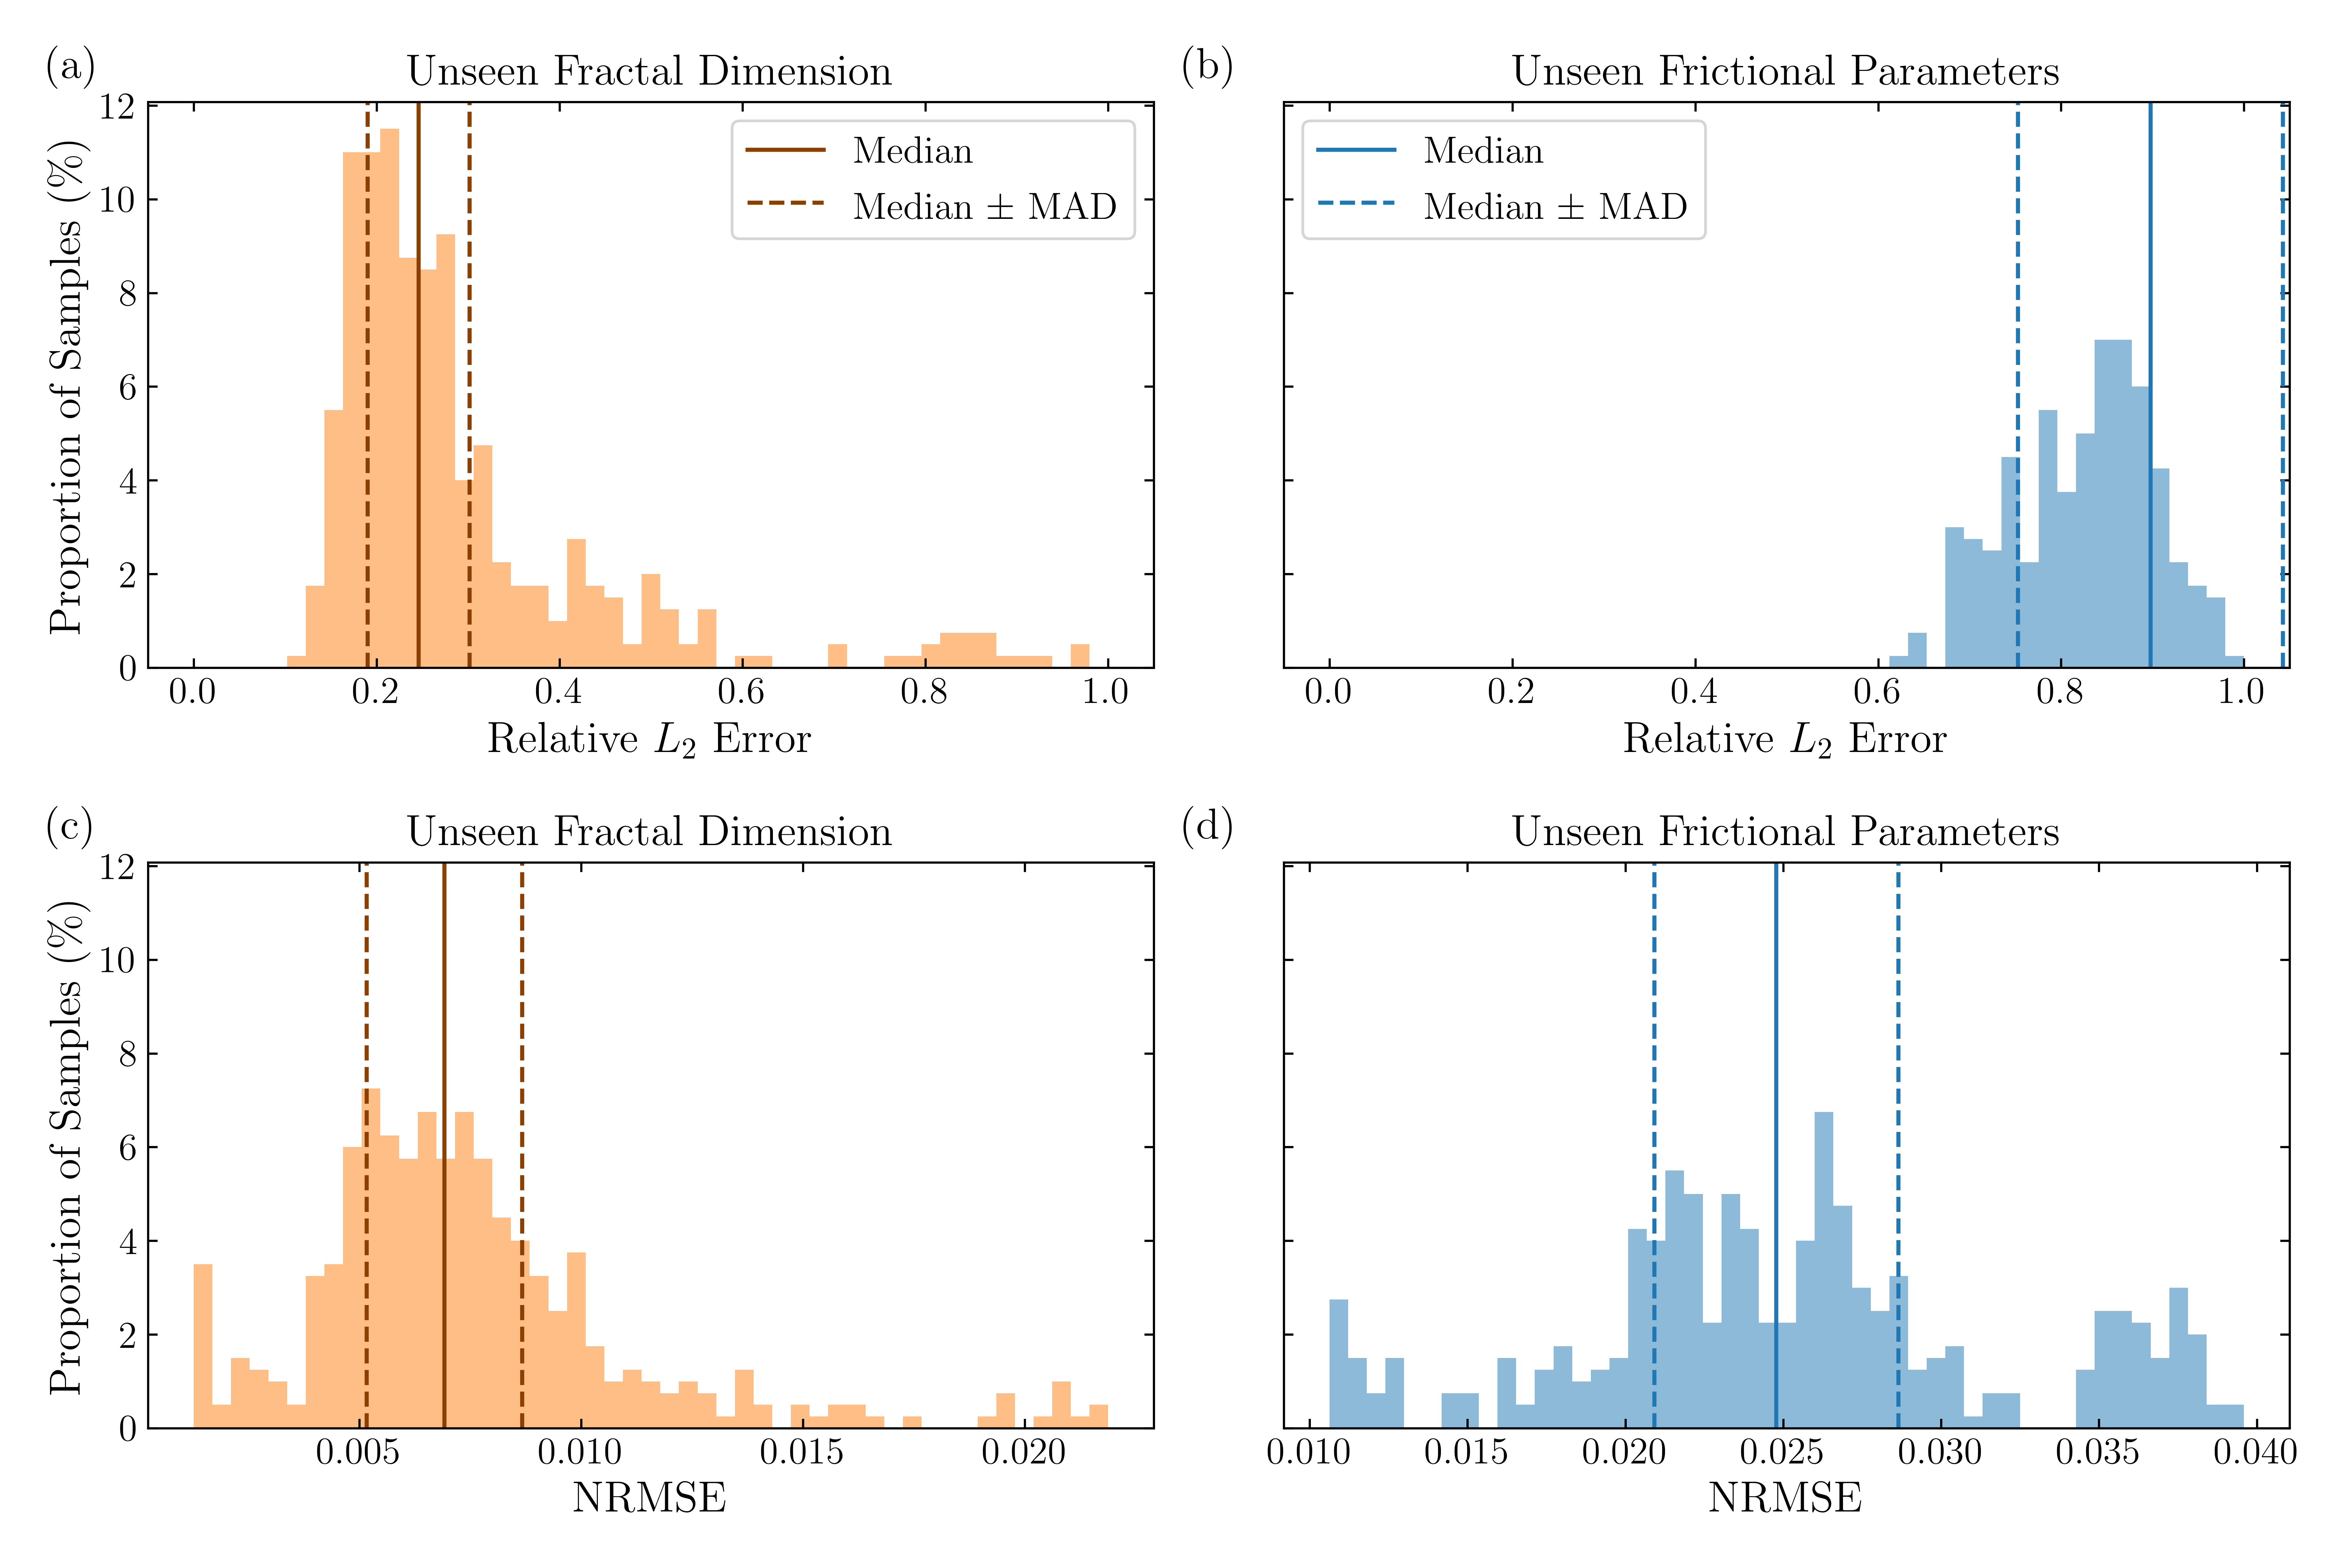 (a)
Unseen Fractal Dimension
Proportion of Samples (%)
12
10
8
6
4
2
0
Median
Median ± MAD
0.0 0.2 0.4 0.6 0.8 1.0
Relative L₂ Error
(b)
Unseen Frictional Parameters
Median
Median ± MAD
0.0 0.2 0.4 0.6 0.8 1.0
Relative L₂ Error
(c)
Unseen Fractal Dimension
Proportion of Samples (%)
12
10
8
6
4
2
0
0.005 0.010 0.015 0.020
NRMSE
(d)
Unseen Frictional Parameters
0.010 0.015 0.020 0.025 0.030 0.035 0.040
NRMSE